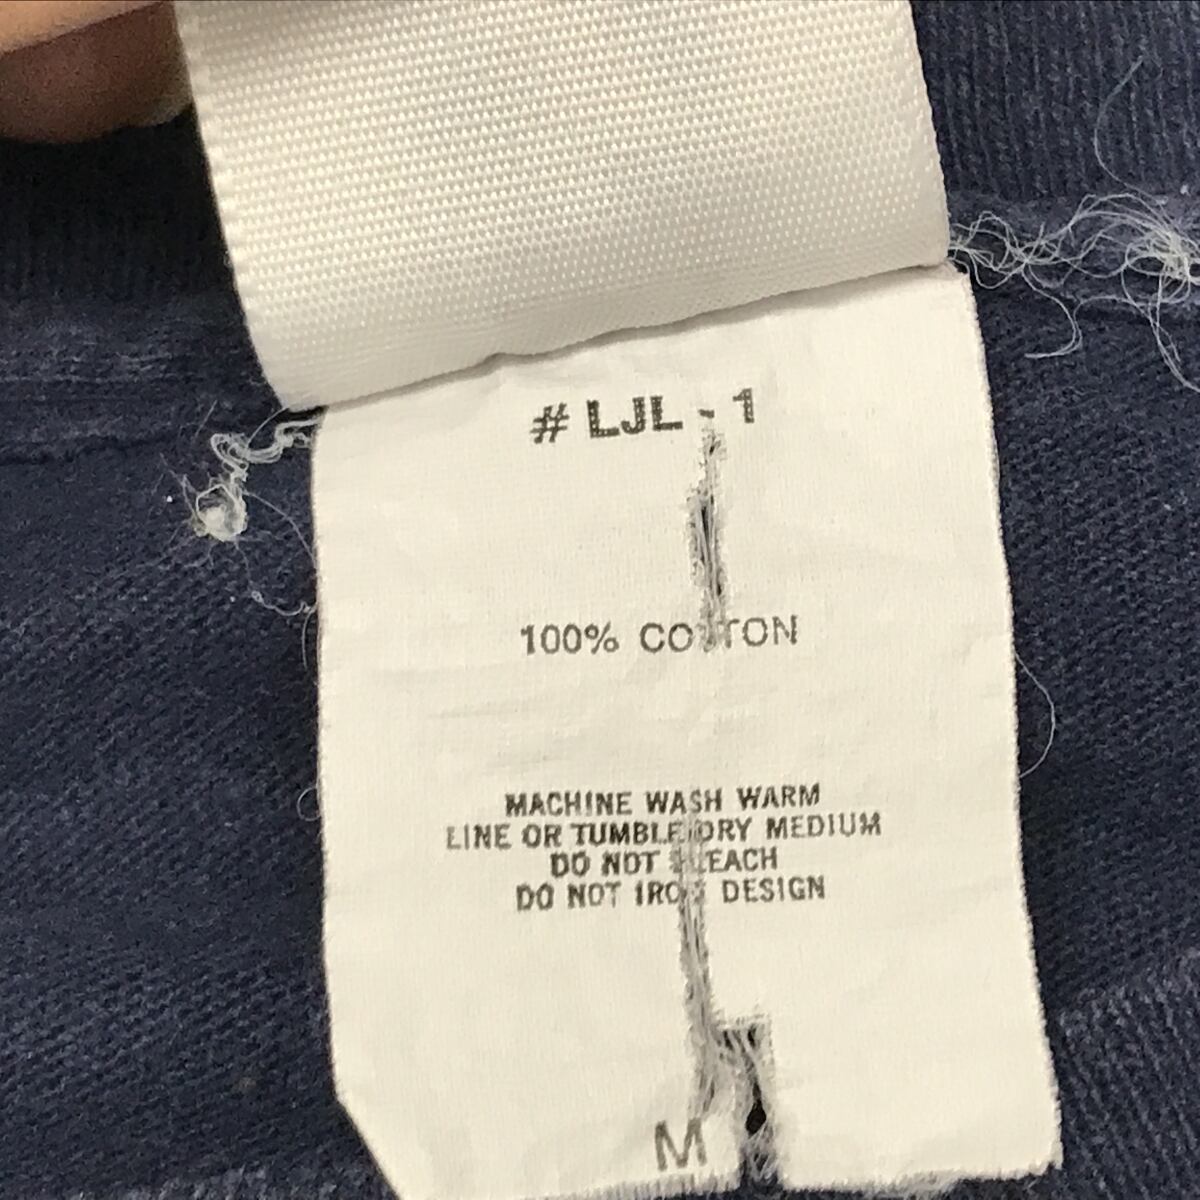 # LJL - 1
100% COTTON
MACHINE WASH WARM
LINE OR TUMBLE DRY MEDIUM
DO NOT BLEACH
DO NOT IRON DESIGN
M